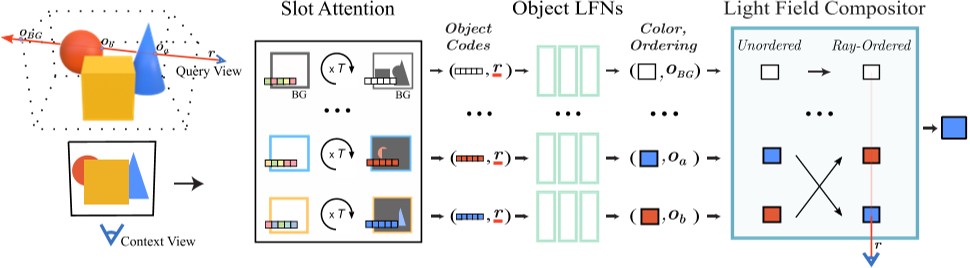 Slot Attention
Object LFNs
Light Field Compositor
o_BG
o_y
o_a
r
Query View
Context View
x T
BG
BG
x T
x T
Object
Codes
( , r )
( , r )
( , r )
Color,
Ordering
( , o_BG)
( , o_a )
( , o_b )
Unordered
Ray-Ordered
r